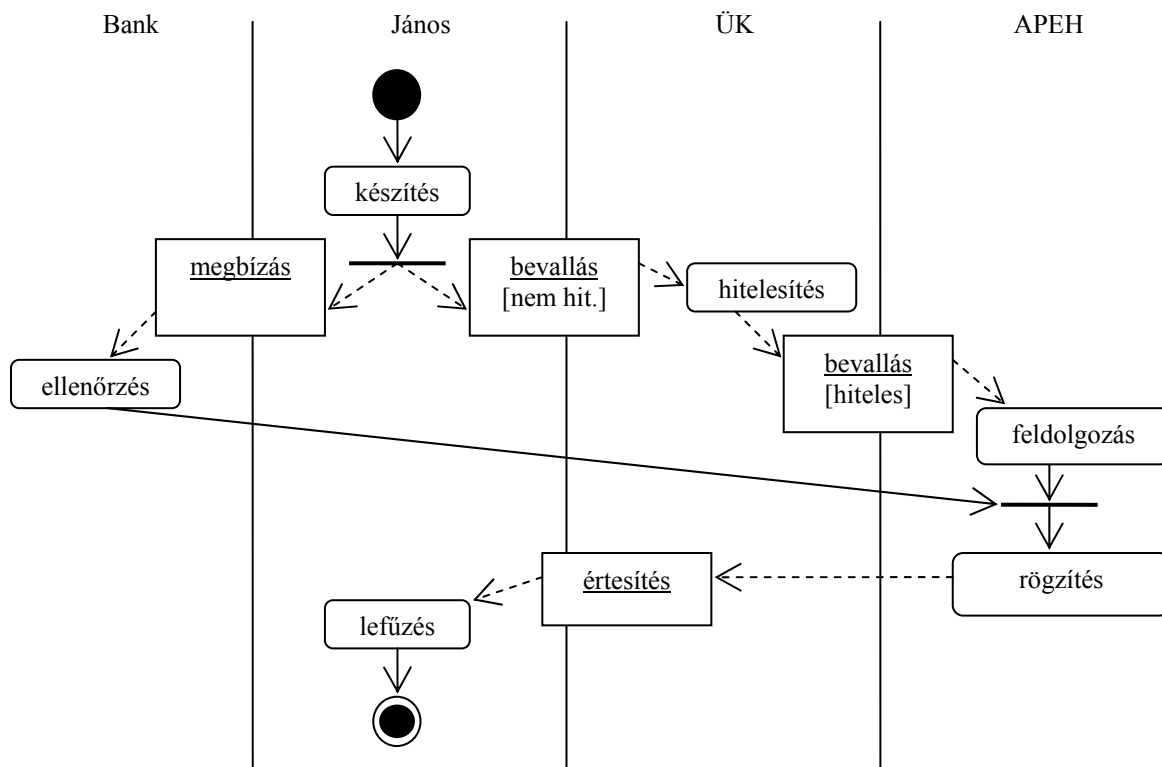 Bank
János
ÜK
APEH
készítés
megbízás
bevallás
[nem hit.]
hitelesítés
ellenőrzés
bevallás
[hiteles]
feldolgozás
értesítés
rögzítés
lefűzés